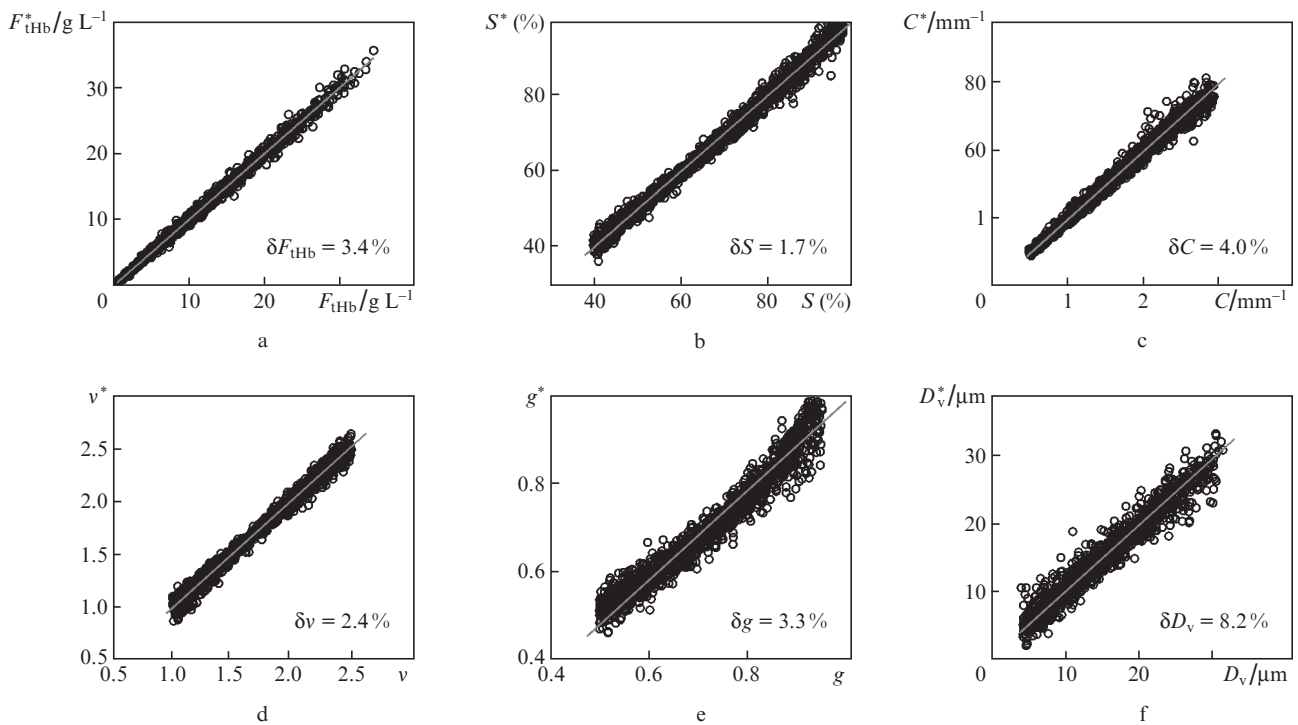 F*tHb/g L–1
30
20
10
δFtHb = 3.4 %
0 10 20 FtHb/g L–1
a
S* (%)
80
60
40
δS = 1.7 %
40 60 80 S (%)
b
C*/mm–1
80
60
1
δC = 4.0 %
0 1 2 C/mm–1
c
v*
2.5
2.0
1.5
1.0
0.5
δv = 2.4 %
0.5 1.0 1.5 2.0 2.5 v
d
g*
0.8
0.6
0.4
δg = 3.3 %
0.4 0.6 0.8 g
e
D*v/μm
30
20
10
0
δDv = 8.2 %
0 10 20 Dv/μm
f